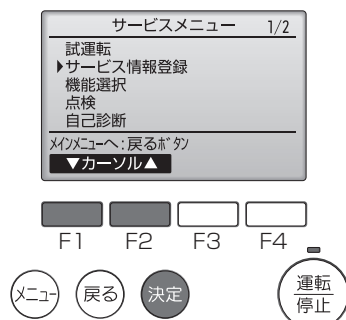 サービスメニュー 1/2
試運転
▶サービス情報登録
機能選択
点検
自己診断
メインメニューへ:戻るボタン
▼カーソル▲
F1 F2 F3 F4
メニュー 戻る 決定 運転
停止